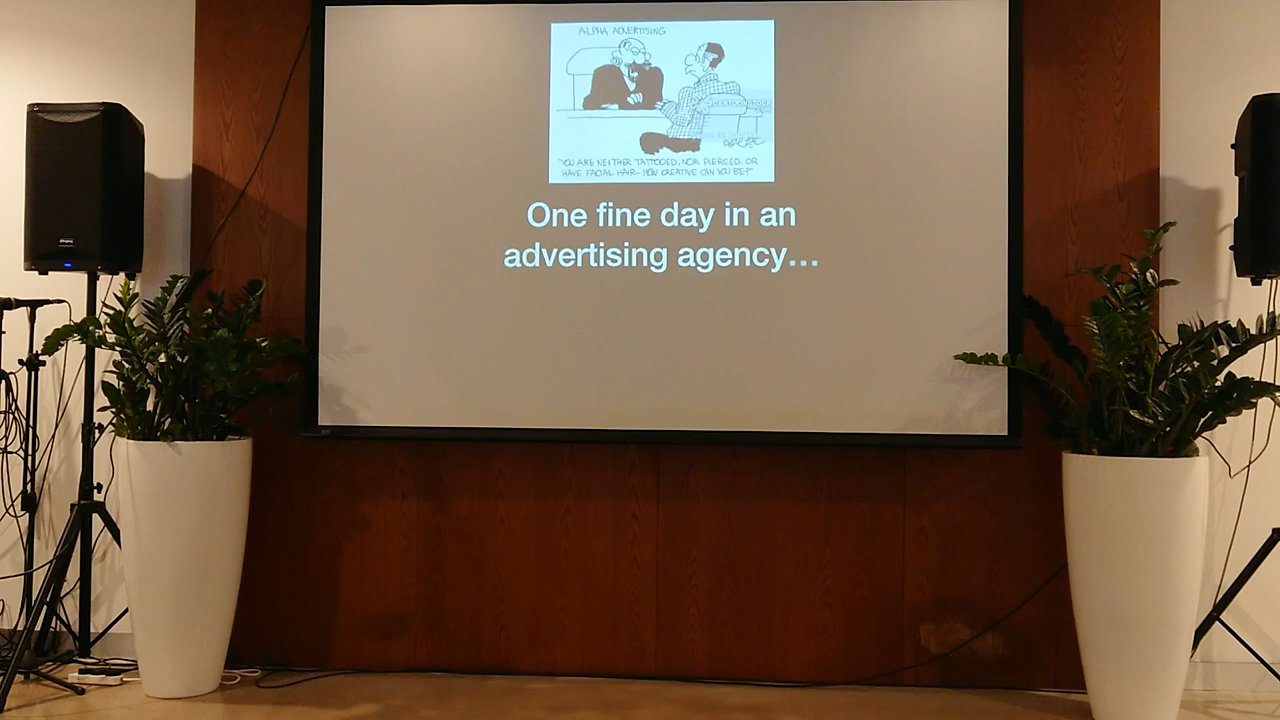 ALPHA ADVERTISING
CARTOONSTOCK
"YOU ARE NEITHER TATTOOED, NOR PIERCED, OR
HAVE FACIAL HAIR— HOW CREATIVE CAN YOU BE?"
One fine day in an
advertising agency...